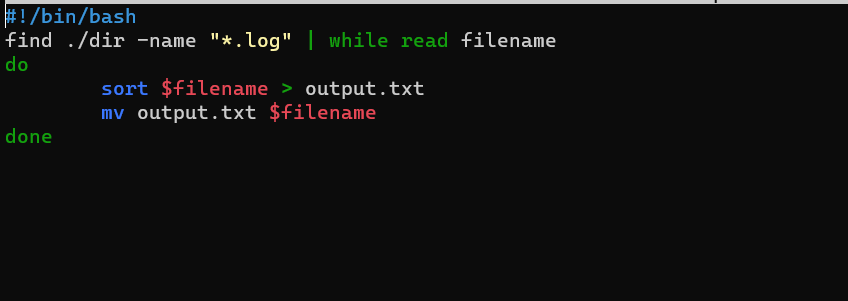 #!/bin/bash
find ./dir -name "*.log" | while read filename
do
        sort $filename > output.txt
        mv output.txt $filename
done